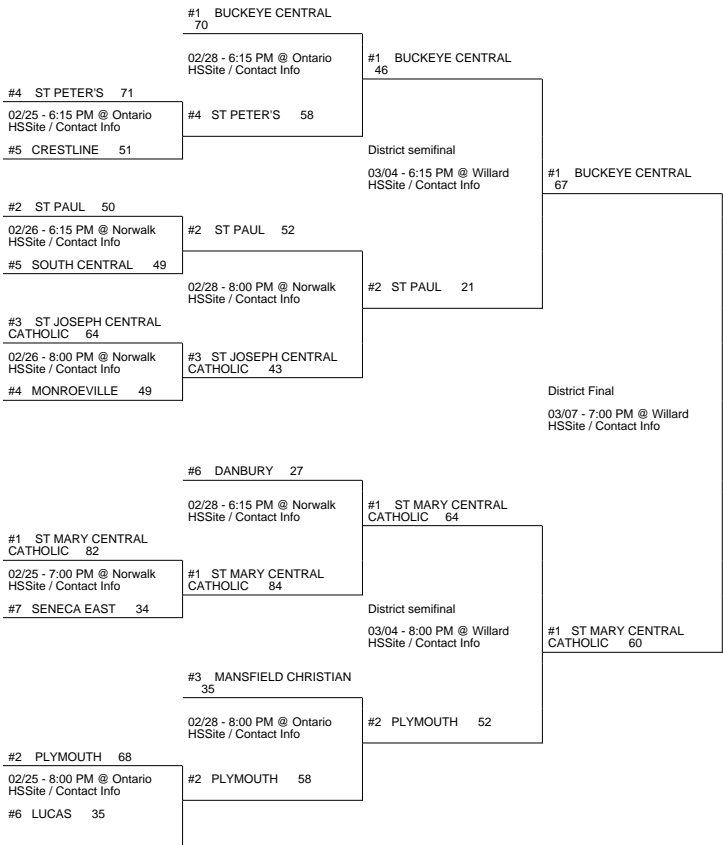 #1 BUCKEYE CENTRAL
70
02/28 - 6:15 PM @ Ontario
HSSite / Contact Info
#1 BUCKEYE CENTRAL
46
#4 ST PETER'S 71
02/25 - 6:15 PM @ Ontario
HSSite / Contact Info
#4 ST PETER'S 58
#5 CRESTLINE 51
District semifinal
03/04 - 6:15 PM @ Willard
HSSite / Contact Info
#1 BUCKEYE CENTRAL
67
#2 ST PAUL 50
02/26 - 6:15 PM @ Norwalk
HSSite / Contact Info
#2 ST PAUL 52
#5 SOUTH CENTRAL 49
02/28 - 8:00 PM @ Norwalk
HSSite / Contact Info
#2 ST PAUL 21
#3 ST JOSEPH CENTRAL
CATHOLIC 64
02/26 - 8:00 PM @ Norwalk
HSSite / Contact Info
#3 ST JOSEPH CENTRAL
CATHOLIC 43
#4 MONROEVILLE 49
District Final
03/07 - 7:00 PM @ Willard
HSSite / Contact Info
#6 DANBURY 27
02/28 - 6:15 PM @ Norwalk
HSSite / Contact Info
#1 ST MARY CENTRAL
CATHOLIC 64
#1 ST MARY CENTRAL
CATHOLIC 82
02/25 - 7:00 PM @ Norwalk
HSSite / Contact Info
#1 ST MARY CENTRAL
CATHOLIC 84
#7 SENECA EAST 34
District semifinal
03/04 - 8:00 PM @ Willard
HSSite / Contact Info
#1 ST MARY CENTRAL
CATHOLIC 60
#3 MANSFIELD CHRISTIAN
35
02/28 - 8:00 PM @ Ontario
HSSite / Contact Info
#2 PLYMOUTH 52
#2 PLYMOUTH 68
02/25 - 8:00 PM @ Ontario
HSSite / Contact Info
#2 PLYMOUTH 58
#6 LUCAS 35